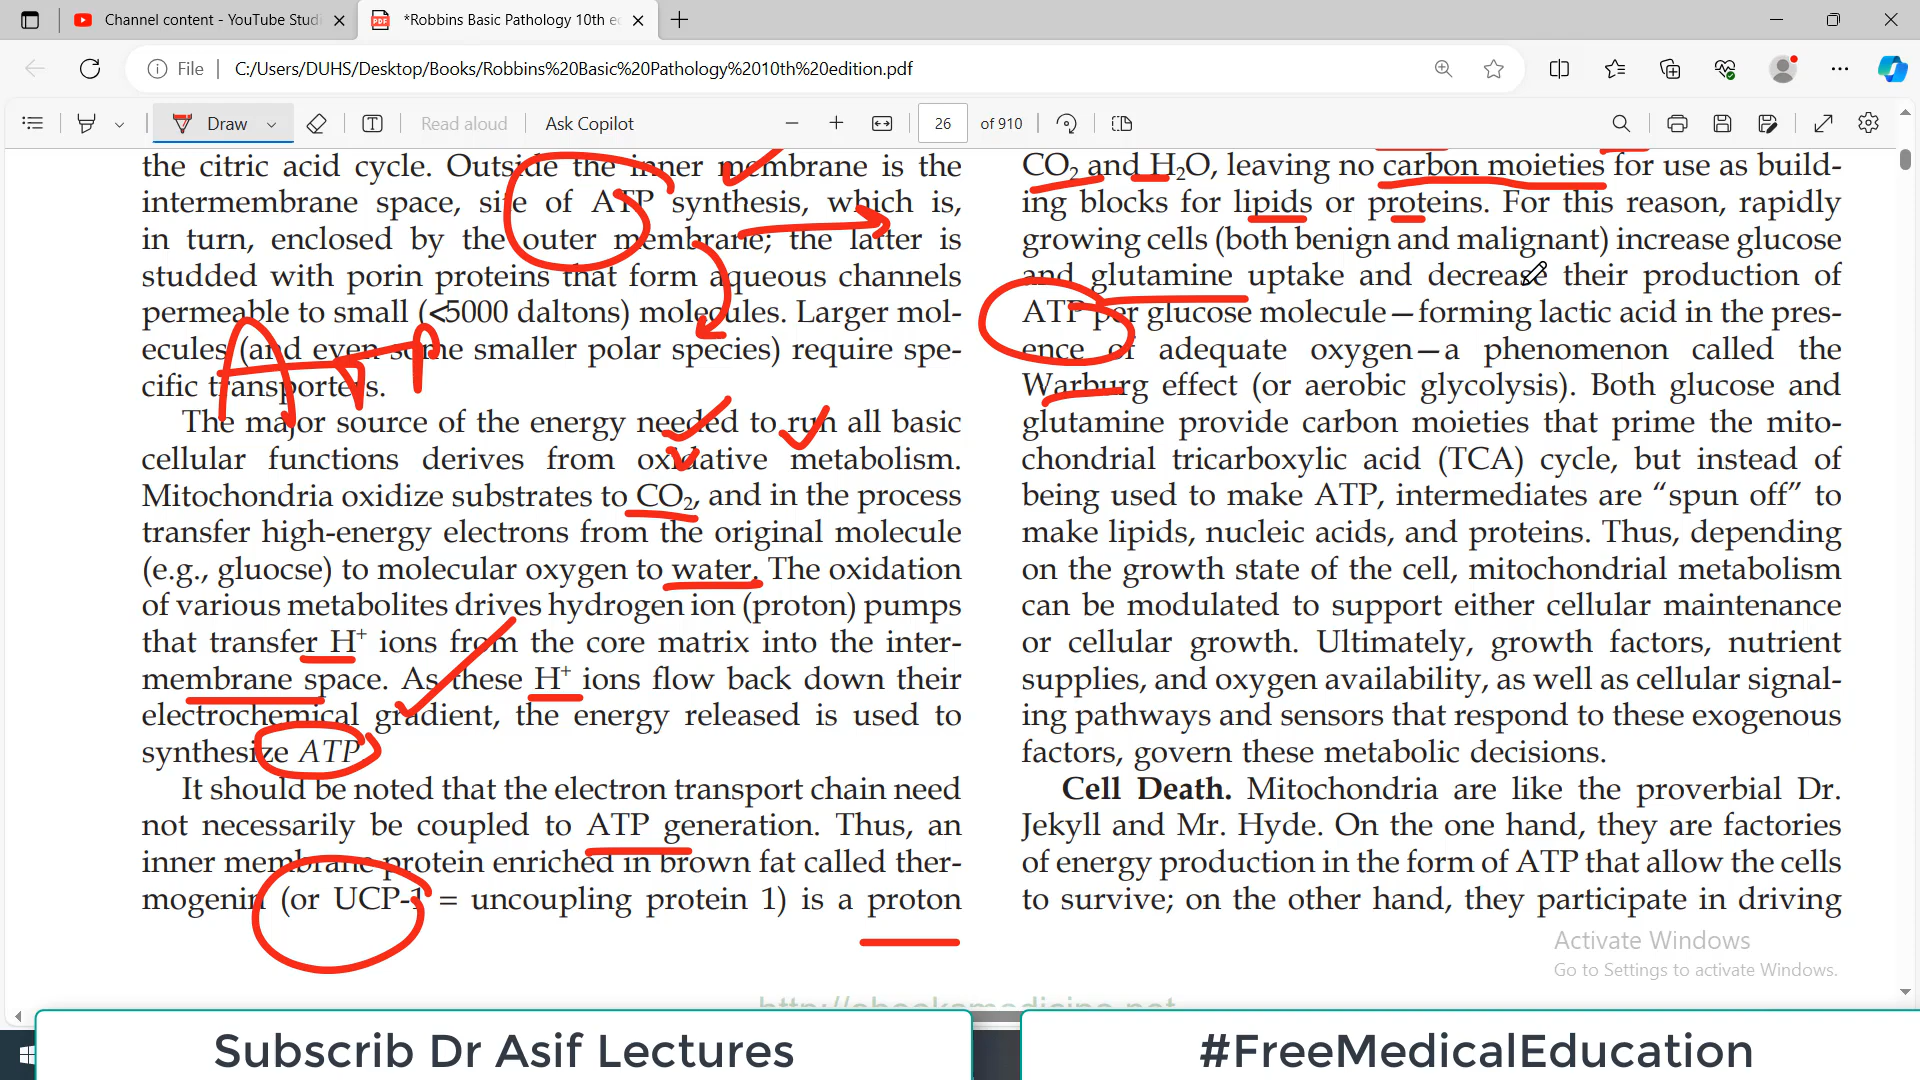 Channel content - YouTube Studi
*Robbins Basic Pathology 10th e
File
C:/Users/DUHS/Desktop/Books/Robbins%20Basic%20Pathology%2010th%20edition.pdf
Draw
Read aloud
Ask Copilot
26
of 910
the citric acid cycle. Outside the inner membrane is the
intermembrane space, site of ATP synthesis, which is,
in turn, enclosed by the outer membrane; the latter is
studded with porin proteins that form aqueous channels
permeable to small (<5000 daltons) molecules. Larger mol-
ecules (and even some smaller polar species) require spe-
cific transporters.
The major source of the energy needed to run all basic
cellular functions derives from oxidative metabolism.
Mitochondria oxidize substrates to CO₂, and in the process
transfer high-energy electrons from the original molecule
(e.g., gluocse) to molecular oxygen to water. The oxidation
of various metabolites drives hydrogen ion (proton) pumps
that transfer H⁺ ions from the core matrix into the inter-
membrane space. As these H⁺ ions flow back down their
electrochemical gradient, the energy released is used to
synthesize ATP
It should be noted that the electron transport chain need
not necessarily be coupled to ATP generation. Thus, an
inner membrane protein enriched in brown fat called ther-
mogenin (or UCP-1 = uncoupling protein 1) is a proton
CO₂ and H₂O, leaving no carbon moieties for use as build-
ing blocks for lipids or proteins. For this reason, rapidly
growing cells (both benign and malignant) increase glucose
and glutamine uptake and decrease their production of
ATP per glucose molecule—forming lactic acid in the pres-
ence of adequate oxygen—a phenomenon called the
Warburg effect (or aerobic glycolysis). Both glucose and
glutamine provide carbon moieties that prime the mito-
chondrial tricarboxylic acid (TCA) cycle, but instead of
being used to make ATP, intermediates are “spun off” to
make lipids, nucleic acids, and proteins. Thus, depending
on the growth state of the cell, mitochondrial metabolism
can be modulated to support either cellular maintenance
or cellular growth. Ultimately, growth factors, nutrient
supplies, and oxygen availability, as well as cellular signal-
ing pathways and sensors that respond to these exogenous
factors, govern these metabolic decisions.
Cell Death. Mitochondria are like the proverbial Dr.
Jekyll and Mr. Hyde. On the one hand, they are factories
of energy production in the form of ATP that allow the cells
to survive; on the other hand, they participate in driving
Activate Windows
Go to Settings to activate Windows.
Subscrib Dr Asif Lectures
#FreeMedicalEducation